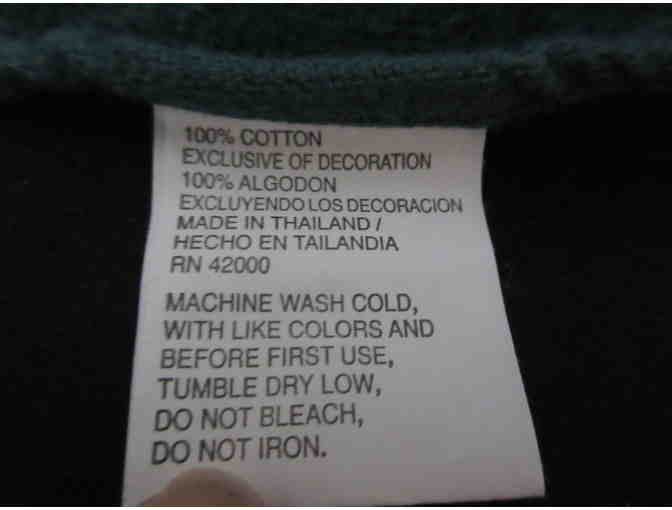 100% COTTON
EXCLUSIVE OF DECORATION
100% ALGODON
EXCLUYENDO LOS DECORACION
MADE IN THAILAND /
HECHO EN TAILANDIA
RN 42000
MACHINE WASH COLD,
WITH LIKE COLORS AND
BEFORE FIRST USE,
TUMBLE DRY LOW,
DO NOT BLEACH,
DO NOT IRON.